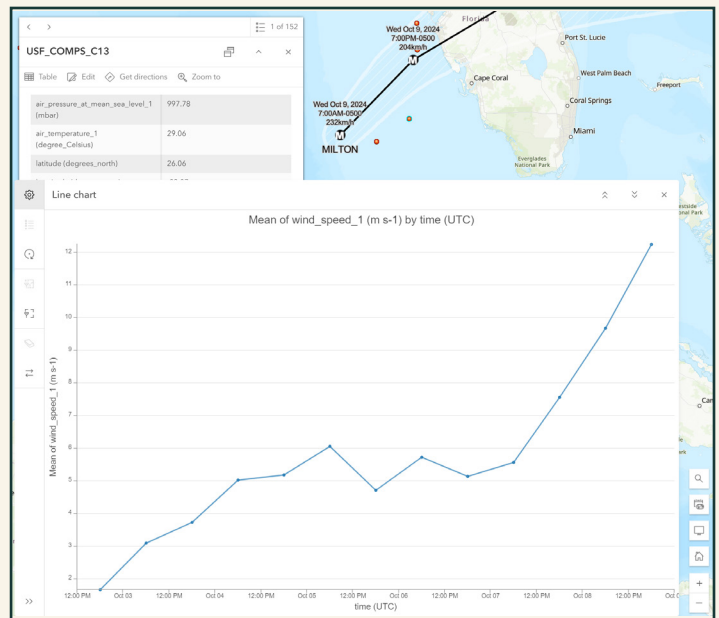 1 of 152
USF_COMPS_C13
Table
Edit
Get directions
Zoom to
air_pressure_at_mean_sea_level_1 (mbar) 997.78
air_temperature_1 (degree_Celsius) 29.06
latitude (degrees_north) 26.06
Florida
Wed Oct 9, 2024
7:00PM-0500
204km/h
M
Wed Oct 9, 2024
7:00AM-0500
232km/h
M
MILTON
Port St. Lucie
Cape Coral
West Palm Beach
Freeport
Coral Springs
Miami
Everglades
National Park
Line chart
Mean of wind_speed_1 (m s-1) by time (UTC)
Mean of wind_speed_1 (m s-1)
12
11
10
9
8
7
6
5
4
3
2
12:00 PM
Oct 03
12:00 PM
Oct 04
12:00 PM
Oct 05
12:00 PM
Oct 06
12:00 PM
Oct 07
12:00 PM
Oct 08
12:00 PM
time (UTC)